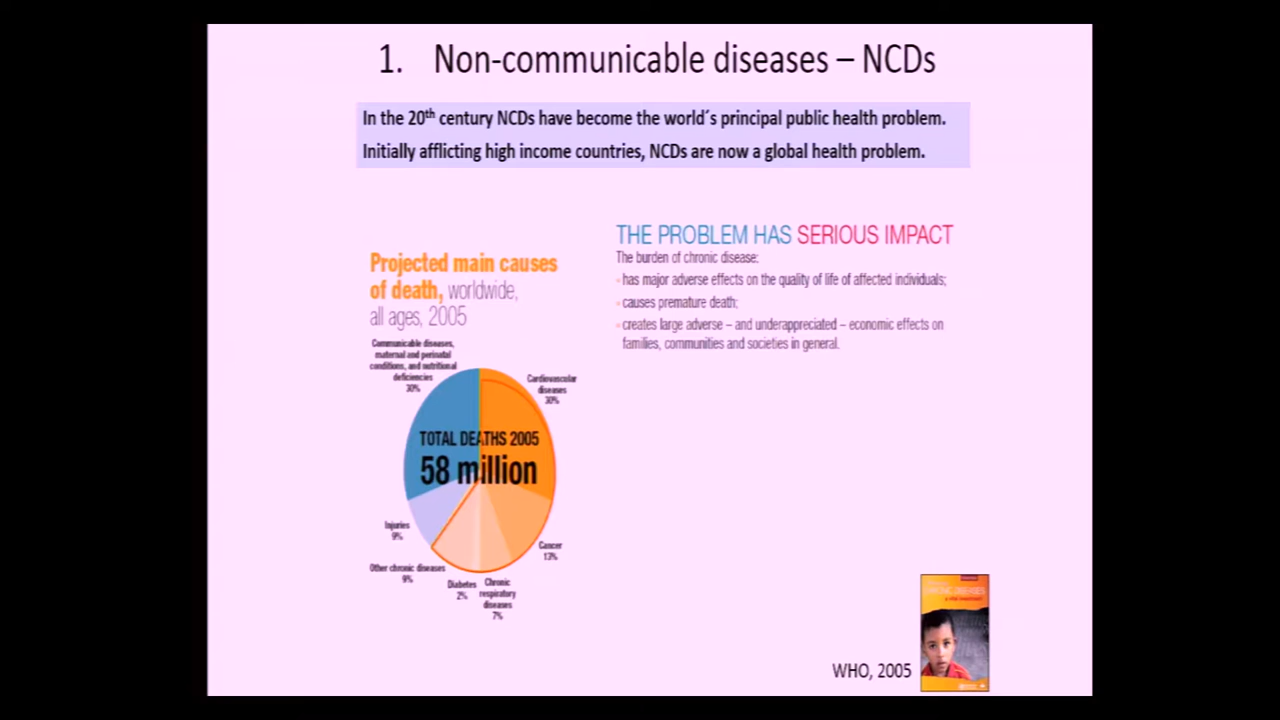 1. Non-communicable diseases – NCDs
In the 20th century NCDs have become the world´s principal public health problem.
Initially afflicting high income countries, NCDs are now a global health problem.
THE PROBLEM HAS SERIOUS IMPACT
The burden of chronic disease:
has major adverse effects on the quality of life of affected individuals;
causes premature death;
creates large adverse – and underappreciated – economic effects on
families, communities and societies in general.
Projected main causes
of death, worldwide,
all ages, 2005
Communicable diseases,
maternal and perinatal
conditions, and nutritional
deficiencies
30%
Cardiovascular
diseases
30%
TOTAL DEATHS 2005
58 million
Injuries
9%
Cancer
13%
Other chronic diseases
9%
Diabetes
2%
Chronic
respiratory
diseases
7%
CHRONIC DISEASES
WHO, 2005